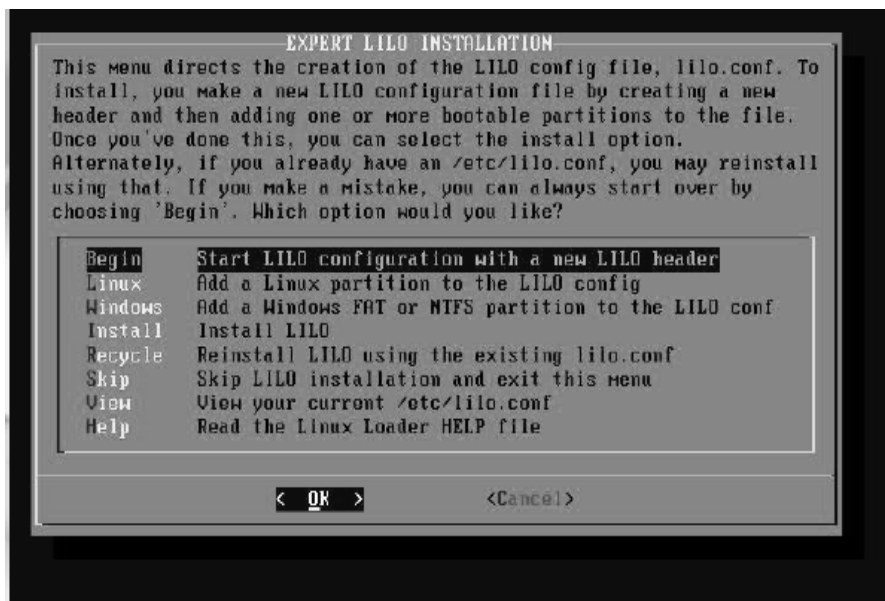 EXPERT LILO INSTALLATION
This menu directs the creation of the LILO config file, lilo.conf. To
install, you make a new LILO configuration file by creating a new
header and then adding one or more bootable partitions to the file.
Once you've done this, you can select the install option.
Alternately, if you already have an /etc/lilo.conf, you may reinstall
using that. If you make a mistake, you can always start over by
choosing 'Begin'. Which option would you like?
Begin Start LILO configuration with a new LILO header
Linux Add a Linux partition to the LILO config
Windows Add a Windows FAT or NTFS partition to the LILO conf
Install Install LILO
Recycle Reinstall LILO using the existing lilo.conf
Skip Skip LILO installation and exit this menu
View View your current /etc/lilo.conf
Help Read the Linux Loader HELP file
< OK > <Cancel>